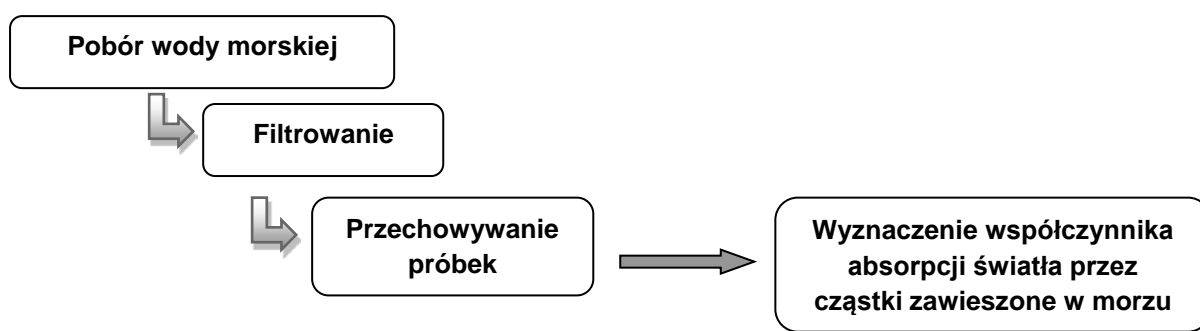 Pobór wody morskiej
Filtrowanie
Przechowywanie
próbek
Wyznaczenie współczynnika
absorpcji światła przez
cząstki zawieszone w morzu